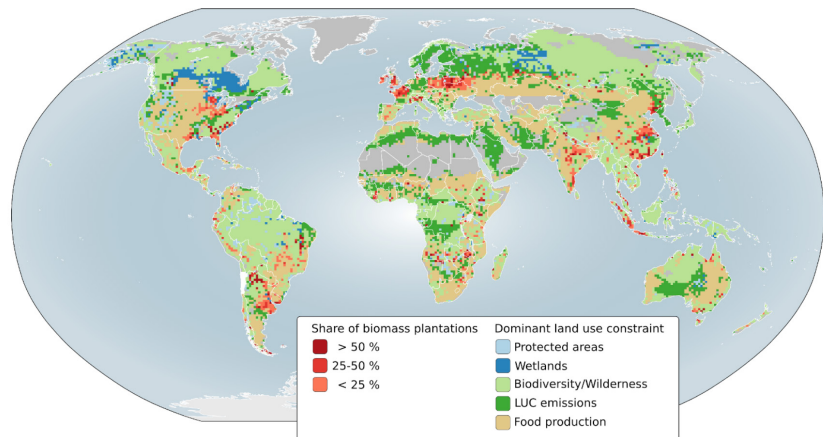 Share of biomass plantations
> 50 %
25-50 %
< 25 %
Dominant land use constraint
Protected areas
Wetlands
Biodiversity/Wilderness
LUC emissions
Food production